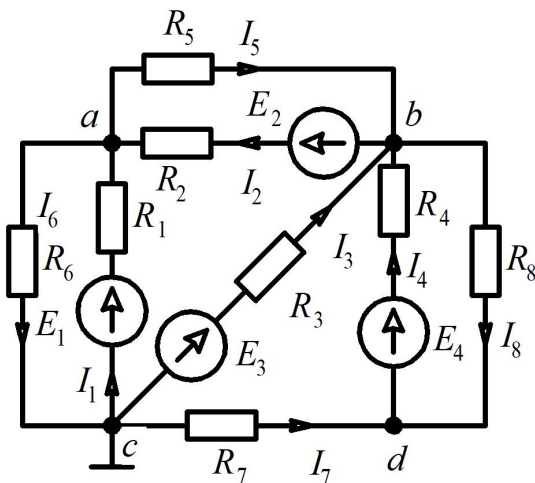 R5 I5
a E2 b
R2 I2
I6 R1 R4
R6 I3 R8
R3 I4
E1 E3 E4
I1 I8
c d
R7 I7